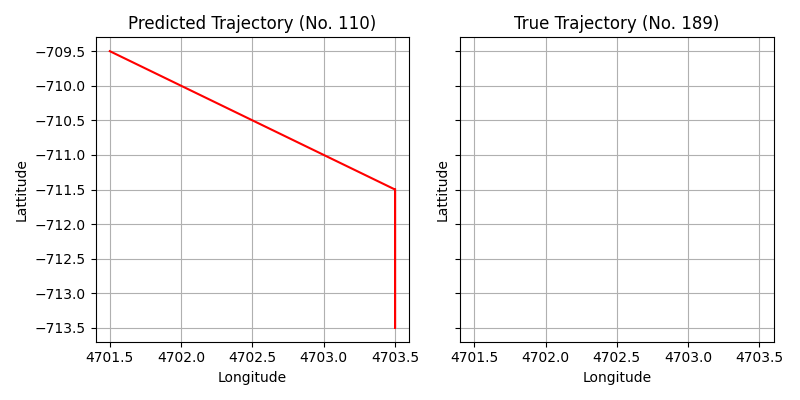 Predicted Trajectory (No. 110)
True Trajectory (No. 189)
Lattitude
−709.5
−710.0
−710.5
−711.0
−711.5
−712.0
−712.5
−713.0
−713.5
4701.5 4702.0 4702.5 4703.0 4703.5
Longitude
Lattitude
4701.5 4702.0 4702.5 4703.0 4703.5
Longitude